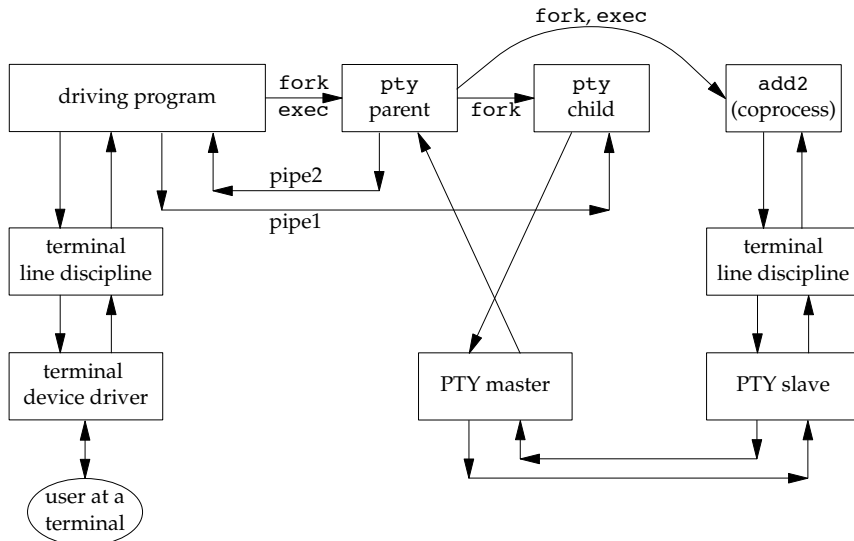 fork, exec
driving program
fork
exec
pty
parent
fork
pty
child
add2
(coprocess)
pipe2
pipe1
terminal
line discipline
terminal
line discipline
terminal
device driver
PTY master
PTY slave
user at a
terminal